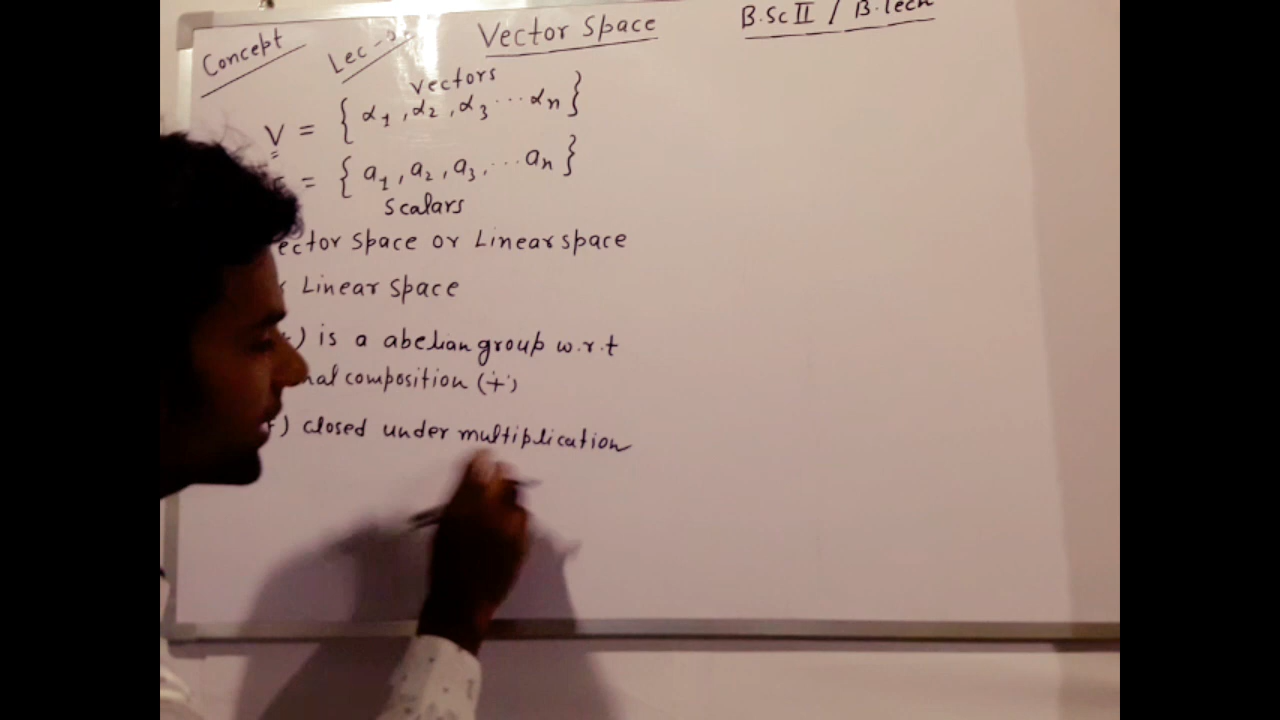 Concept
Lec -
Vector Space
B.Sc II / B.Tech
vectors
V = { α1 , α2 , α3 ... αn }
= { a1 , a2 , a3 , ... an }
scalars
ector space or Linear space
Linear space
) is a abelian group w.r.t
nal composition (+)
) closed under multiplication